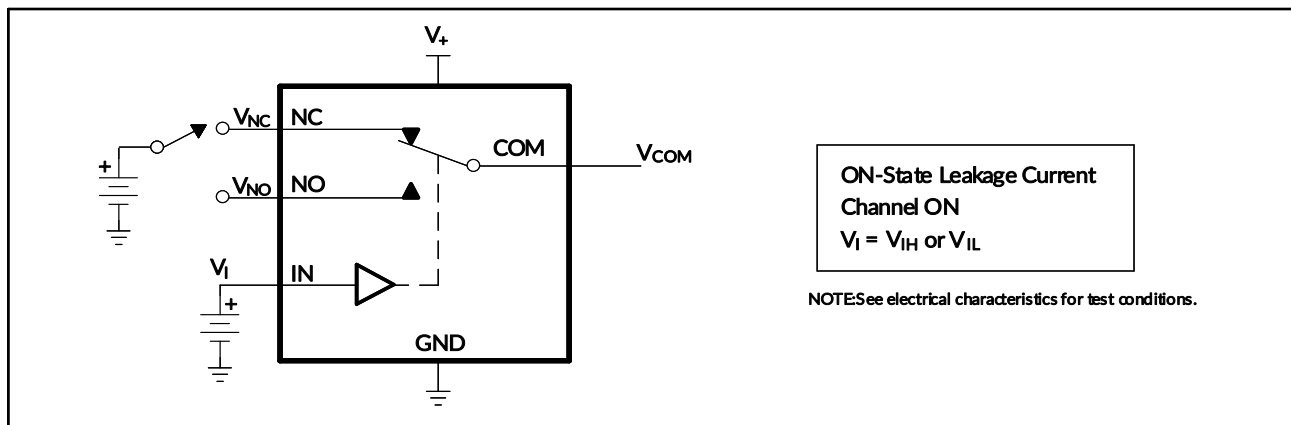 V+
VNC NC
COM
VCOM
+
VNO NO
VI
IN
+
GND
ON-State Leakage Current
Channel ON
VI = VIH or VIL
NOTE:See electrical characteristics for test conditions.